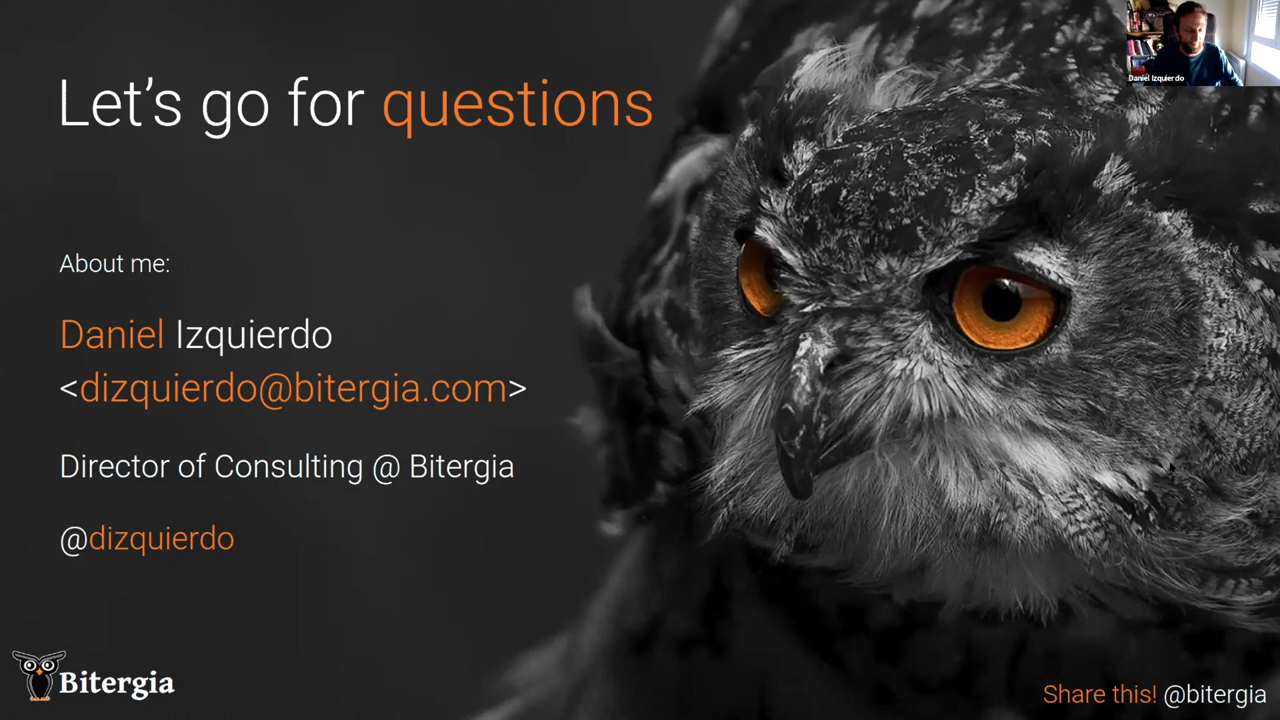 Let’s go for questions
Daniel Izquierdo
About me:
Daniel Izquierdo
<dizquierdo@bitergia.com>
Director of Consulting @ Bitergia
@dizquierdo
Bitergia
Share this! @bitergia